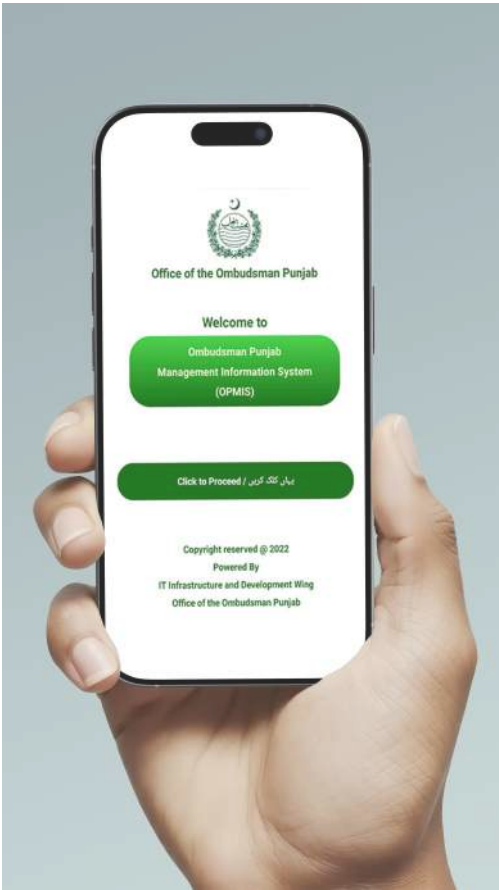 Office of the Ombudsman Punjab
Welcome to
Ombudsman Punjab
Management Information System
(OPMIS)
Click to Proceed / یہاں کلک کریں
Copyright reserved @ 2022
Powered By
IT Infrastructure and Development Wing
Office of the Ombudsman Punjab